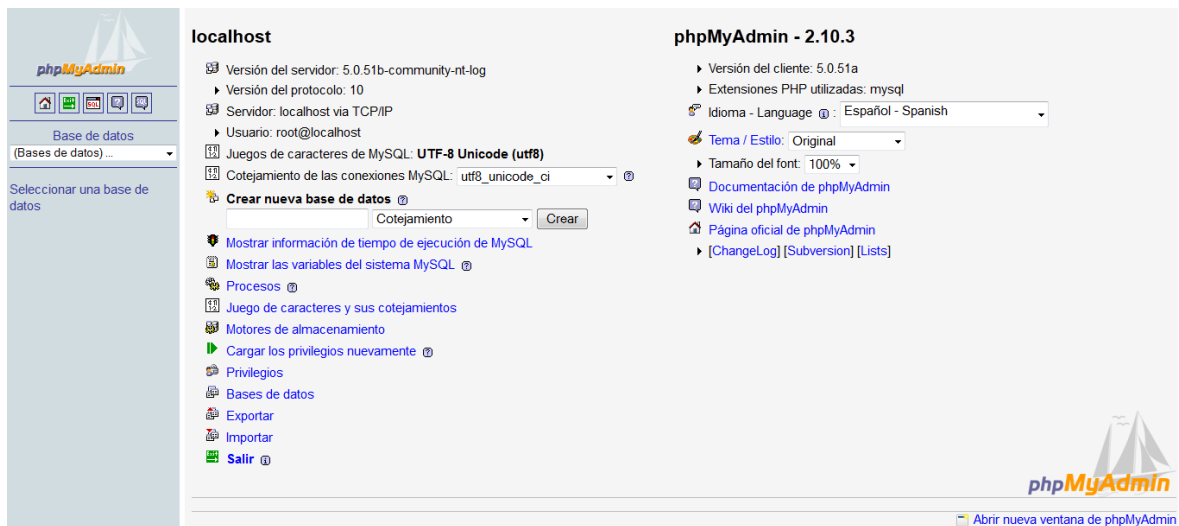 phpMyAdmin
Base de datos
(Bases de datos) ...
Seleccionar una base de
datos
localhost
Versión del servidor: 5.0.51b-community-nt-log
Versión del protocolo: 10
Servidor: localhost via TCP/IP
Usuario: root@localhost
Juegos de caracteres de MySQL: UTF-8 Unicode (utf8)
Cotejamiento de las conexiones MySQL: utf8_unicode_ci
Crear nueva base de datos
Cotejamiento Crear
Mostrar información de tiempo de ejecución de MySQL
Mostrar las variables del sistema MySQL
Procesos
Juego de caracteres y sus cotejamientos
Motores de almacenamiento
Cargar los privilegios nuevamente
Privilegios
Bases de datos
Exportar
Importar
Salir
phpMyAdmin - 2.10.3
Versión del cliente: 5.0.51a
Extensiones PHP utilizadas: mysql
Idioma - Language : Español - Spanish
Tema / Estilo: Original
Tamaño del font: 100%
Documentación de phpMyAdmin
Wiki del phpMyAdmin
Página oficial de phpMyAdmin
[ChangeLog] [Subversion] [Lists]
phpMyAdmin
Abrir nueva ventana de phpMyAdmin